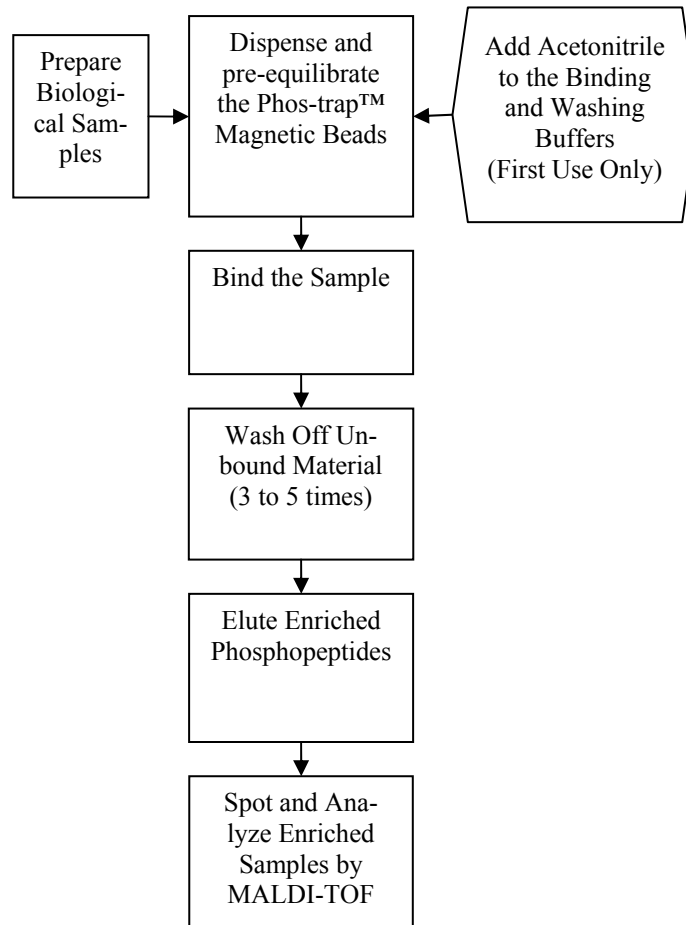 Prepare
Biologi-
cal Sam-
ples
Dispense and
pre-equilibrate
the Phos-trap™
Magnetic Beads
Add Acetonitrile
to the Binding
and Washing
Buffers
(First Use Only)
Bind the Sample
Wash Off Un-
bound Material
(3 to 5 times)
Elute Enriched
Phosphopeptides
Spot and Ana-
lyze Enriched
Samples by
MALDI-TOF